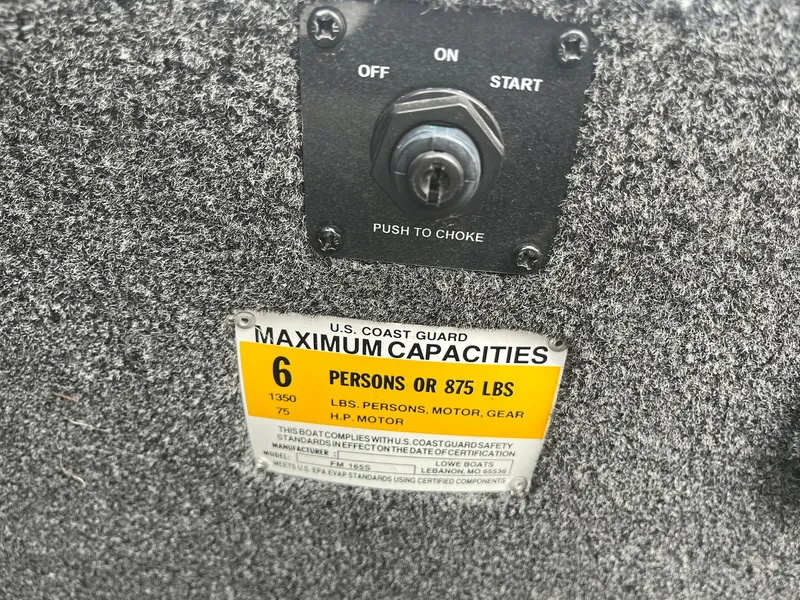 OFF ON START
PUSH TO CHOKE
U.S. COAST GUARD
MAXIMUM CAPACITIES
6 PERSONS OR 875 LBS
1350 LBS. PERSONS, MOTOR, GEAR
75 H.P. MOTOR
THIS BOAT COMPLIES WITH U.S. COAST GUARD SAFETY
STANDARDS IN EFFECT ON THE DATE OF CERTIFICATION
MANUFACTURER :
MODEL: FM 165S LOWE BOATS
LEBANON, MO 65536
MEETS U.S. EPA EVAP STANDARDS USING CERTIFIED COMPONENTS